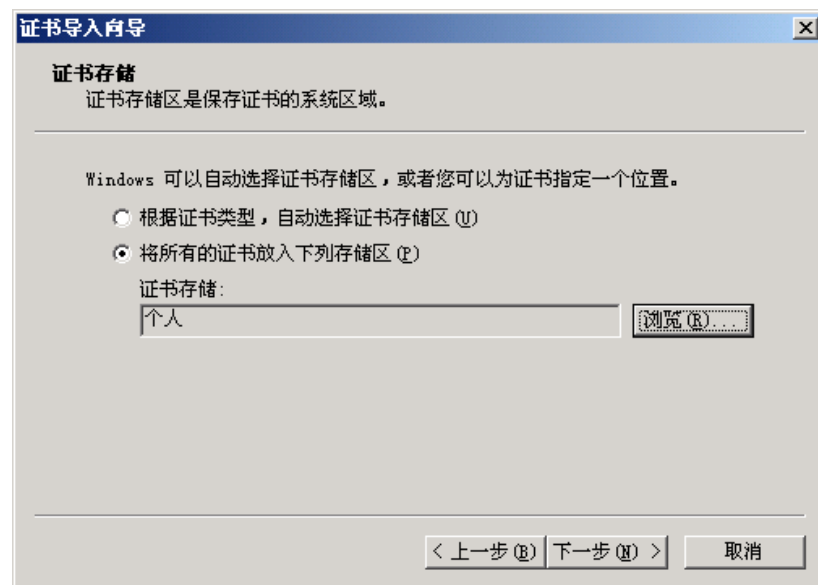 证书导入向导
证书存储
证书存储区是保存证书的系统区域。
Windows 可以自动选择证书存储区，或者您可以为证书指定一个位置。
根据证书类型，自动选择证书存储区(U)
将所有的证书放入下列存储区(P)
证书存储:
个人
浏览(R)...
< 上一步(B) 下一步(N) > 取消